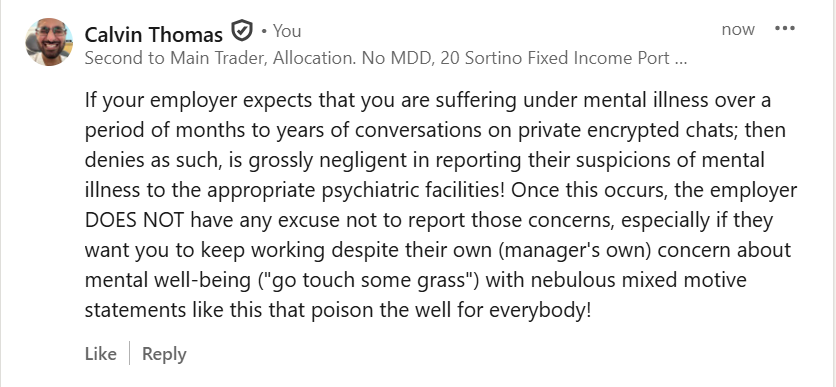 Calvin Thomas • You now •••
Second to Main Trader, Allocation. No MDD, 20 Sortino Fixed Income Port ...
If your employer expects that you are suffering under mental illness over a
period of months to years of conversations on private encrypted chats; then
denies as such, is grossly negligent in reporting their suspicions of mental
illness to the appropriate psychiatric facilities! Once this occurs, the employer
DOES NOT have any excuse not to report those concerns, especially if they
want you to keep working despite their own (manager's own) concern about
mental well-being ("go touch some grass") with nebulous mixed motive
statements like this that poison the well for everybody!
Like Reply